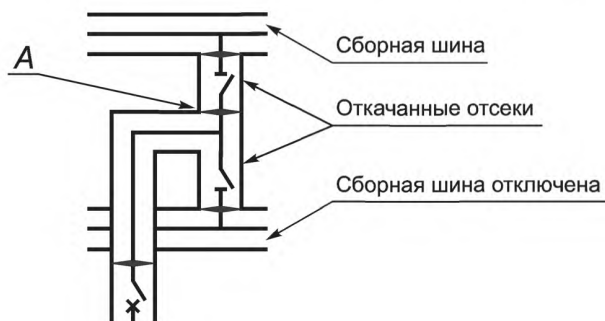 Сборная шина
А
Откачанные отсеки
Сборная шина отключена